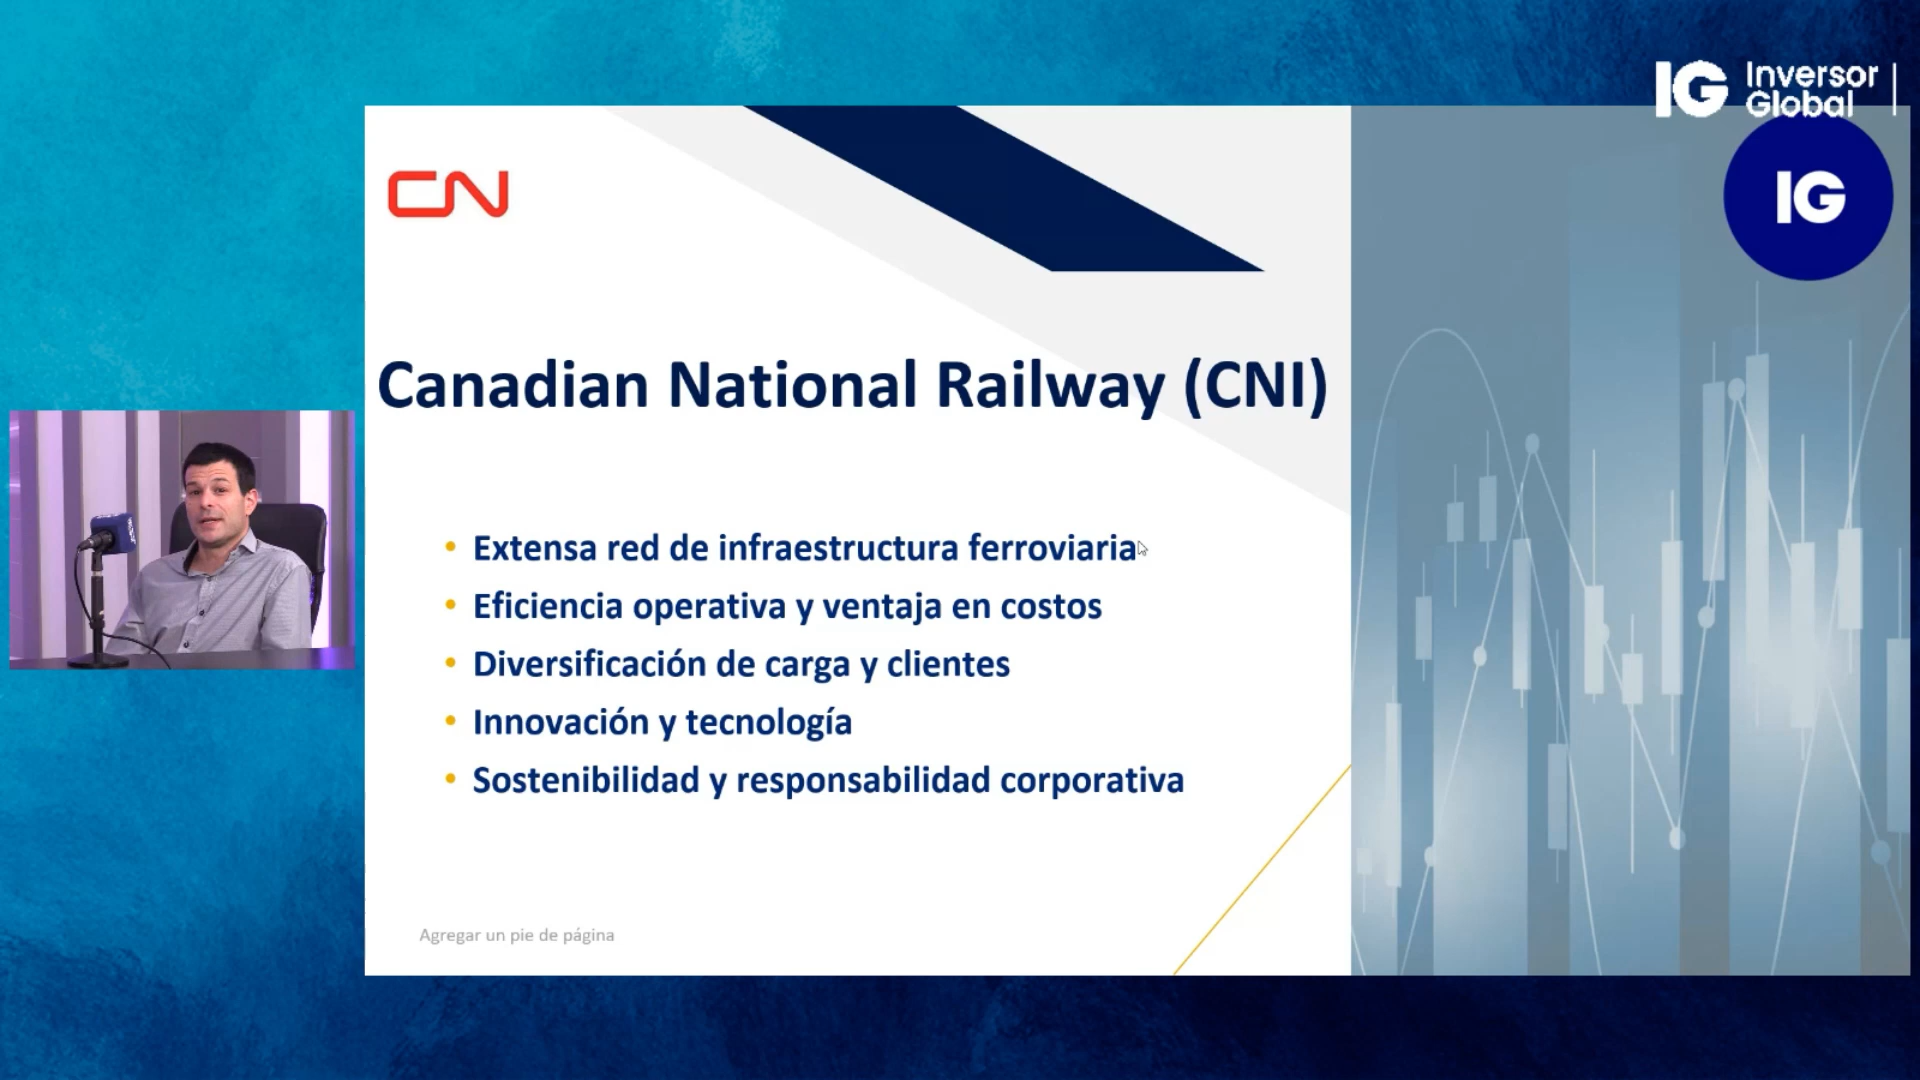 IG Inversor
Global
IG
CN
Canadian National Railway (CNI)
• Extensa red de infraestructura ferroviaria
• Eficiencia operativa y ventaja en costos
• Diversificación de carga y clientes
• Innovación y tecnología
• Sostenibilidad y responsabilidad corporativa
Agregar un pie de página